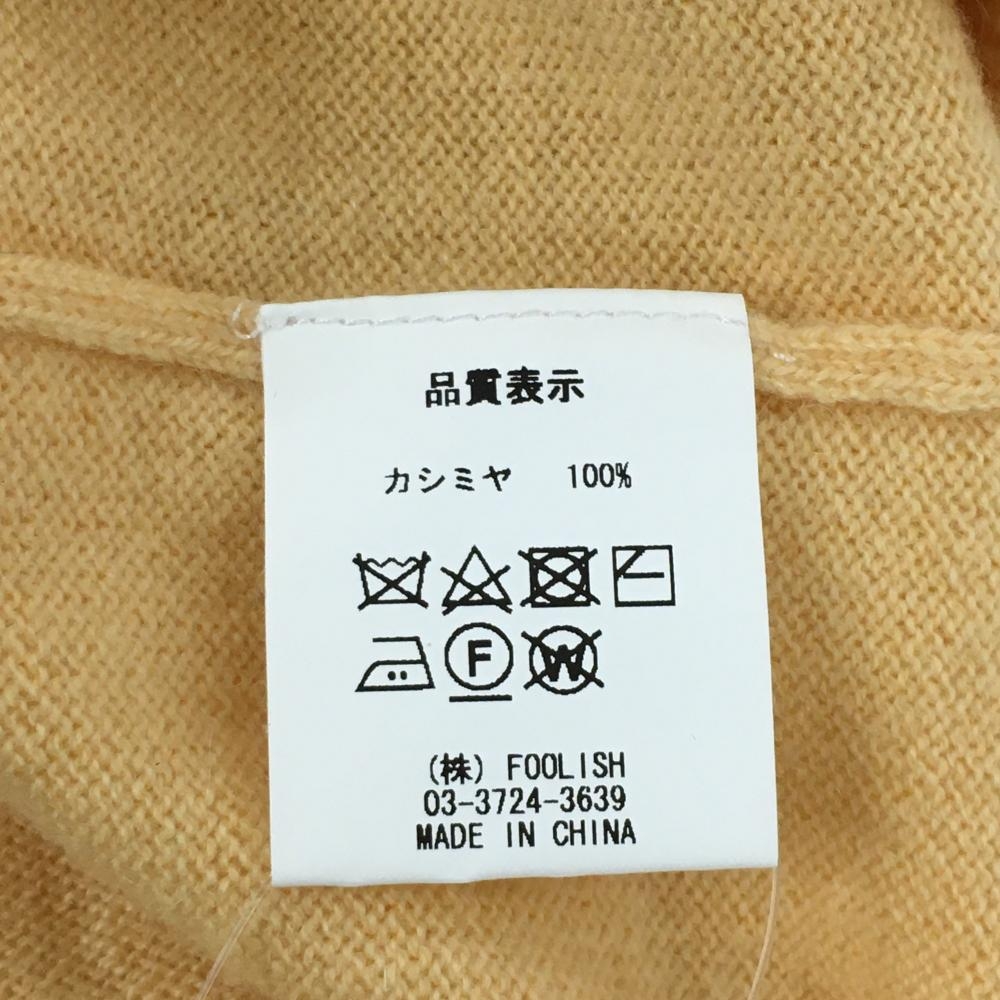 品質表示
カシミヤ 100%
F W
(株) FOOLISH
03-3724-3639
MADE IN CHINA